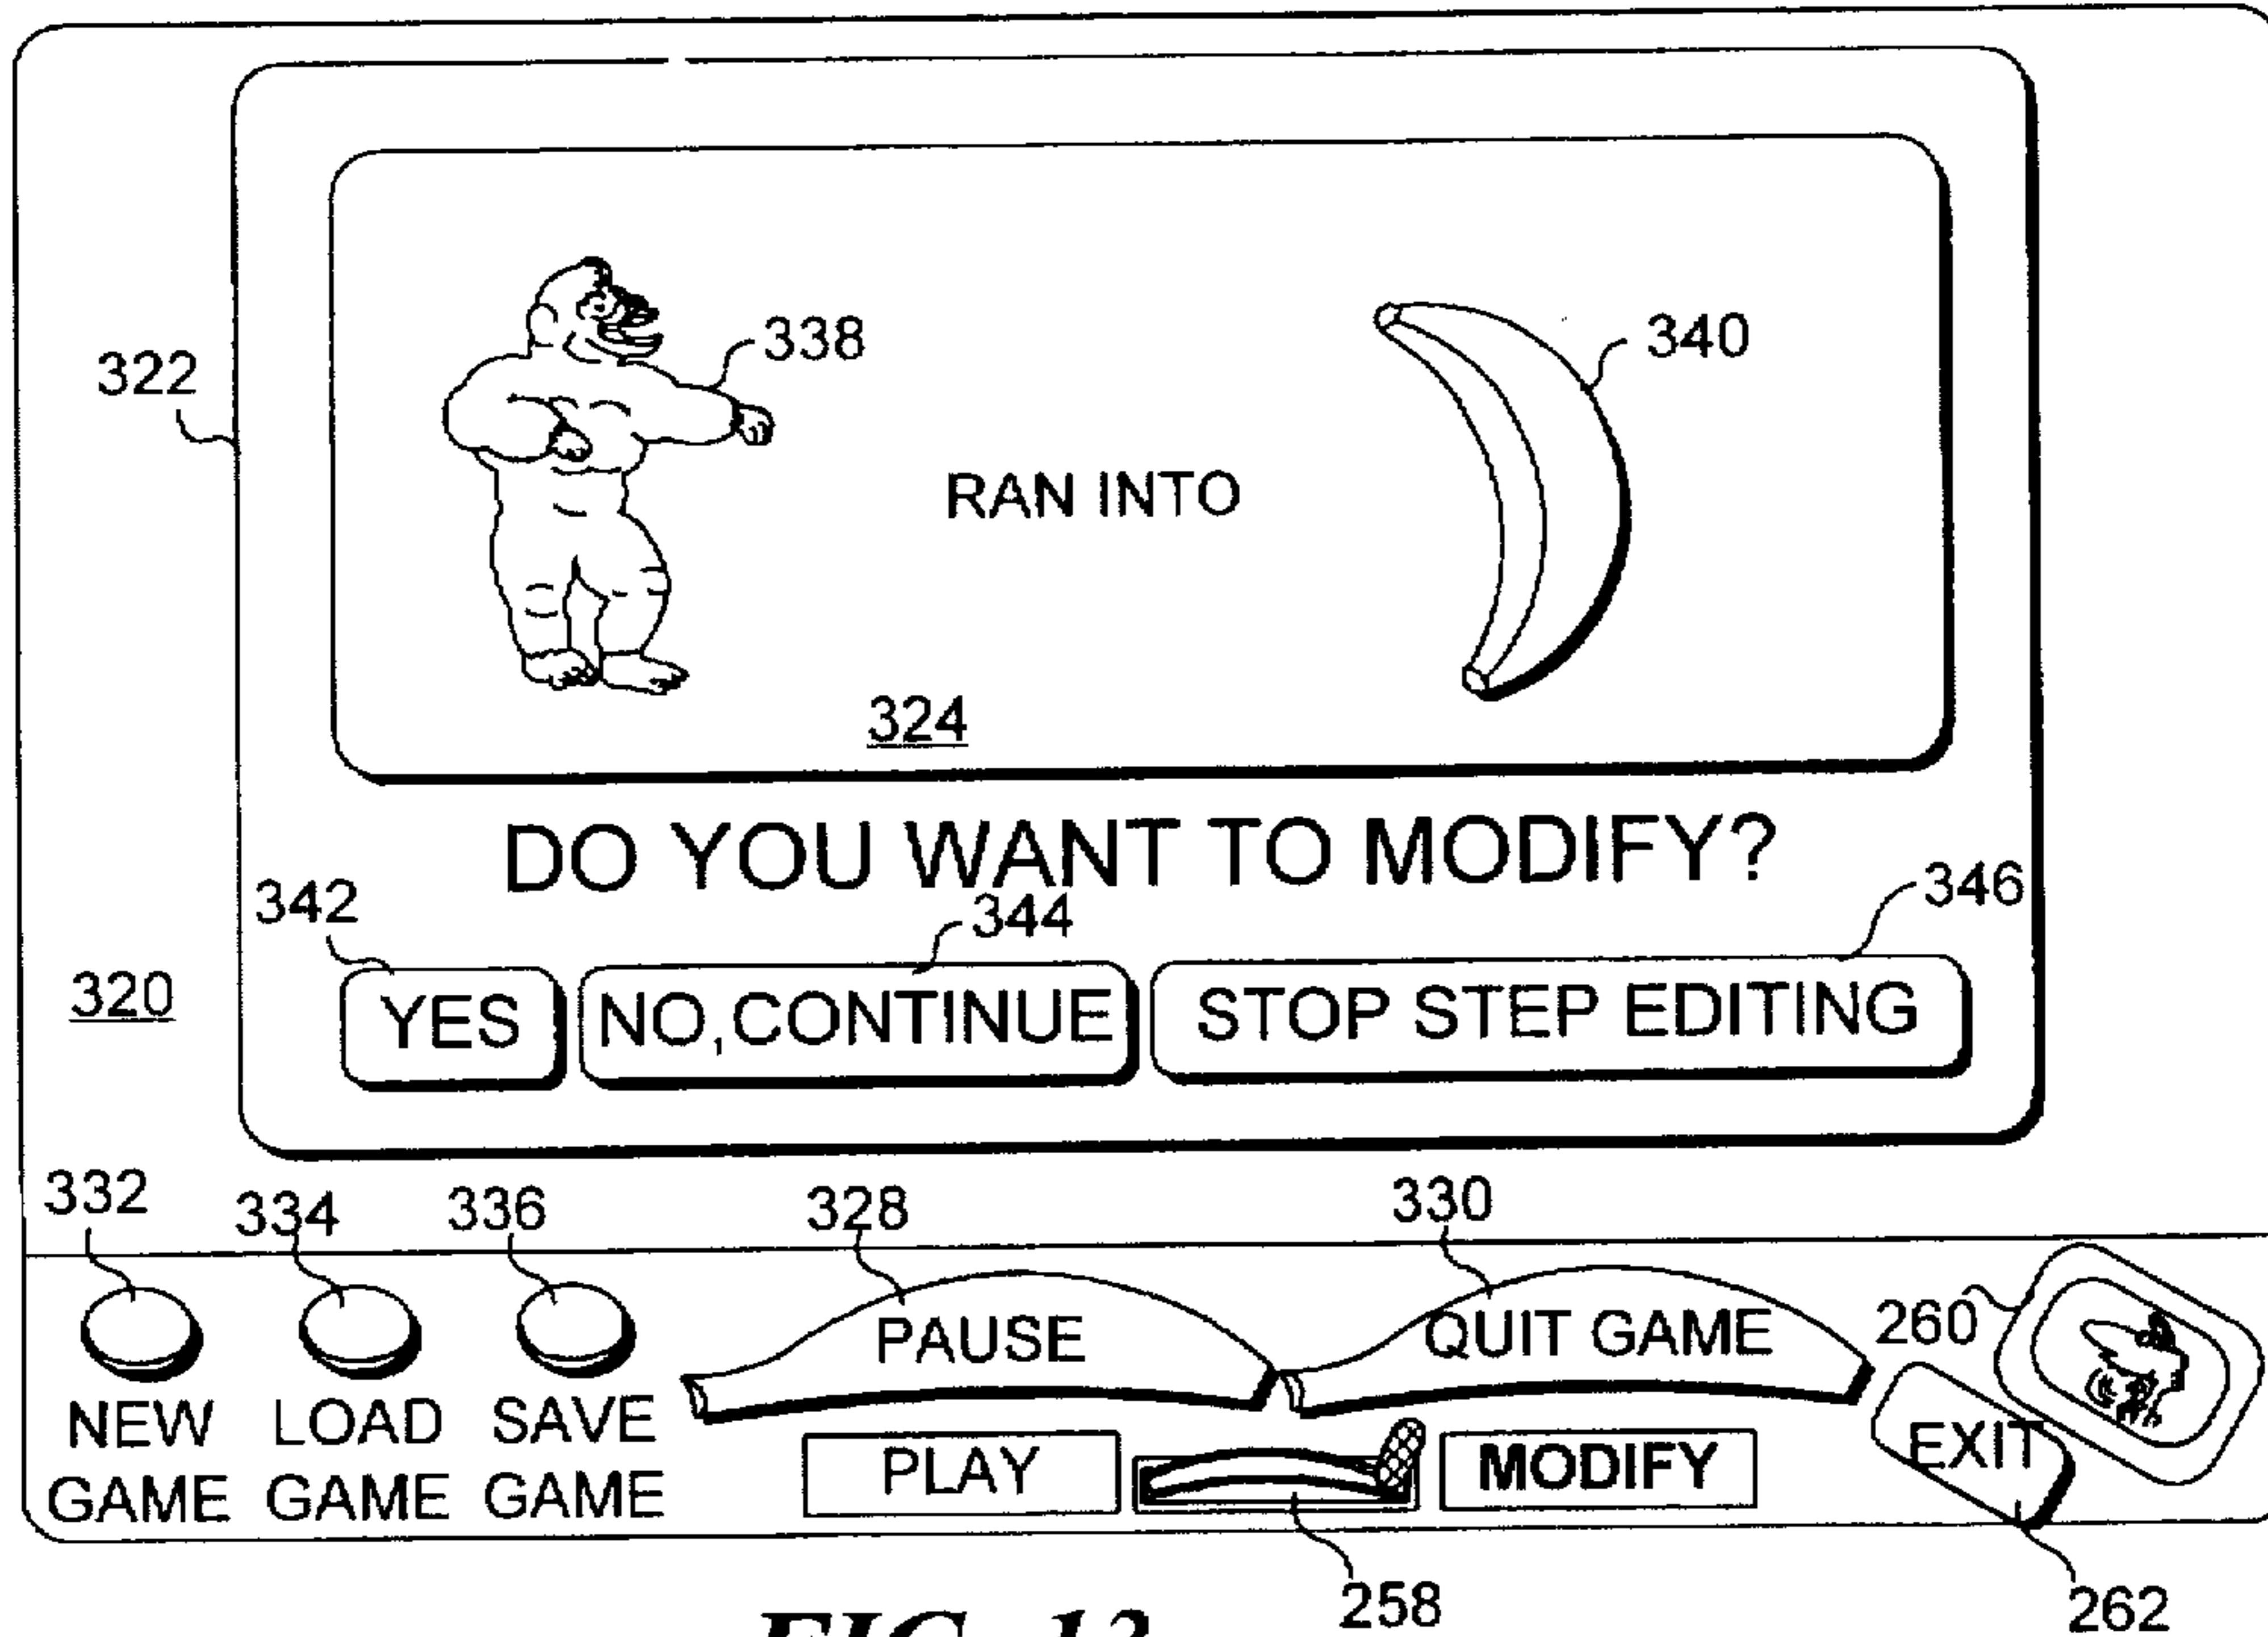 338
340
322
RAN INTO
324
DO YOU WANT TO MODIFY?
342
344
346
320
YES
NO, CONTINUE
STOP STEP EDITING
332
334
336
328
330
260
PAUSE
QUIT GAME
NEW GAME
LOAD GAME
SAVE GAME
PLAY
MODIFY
EXIT
258
262
FIG. 13